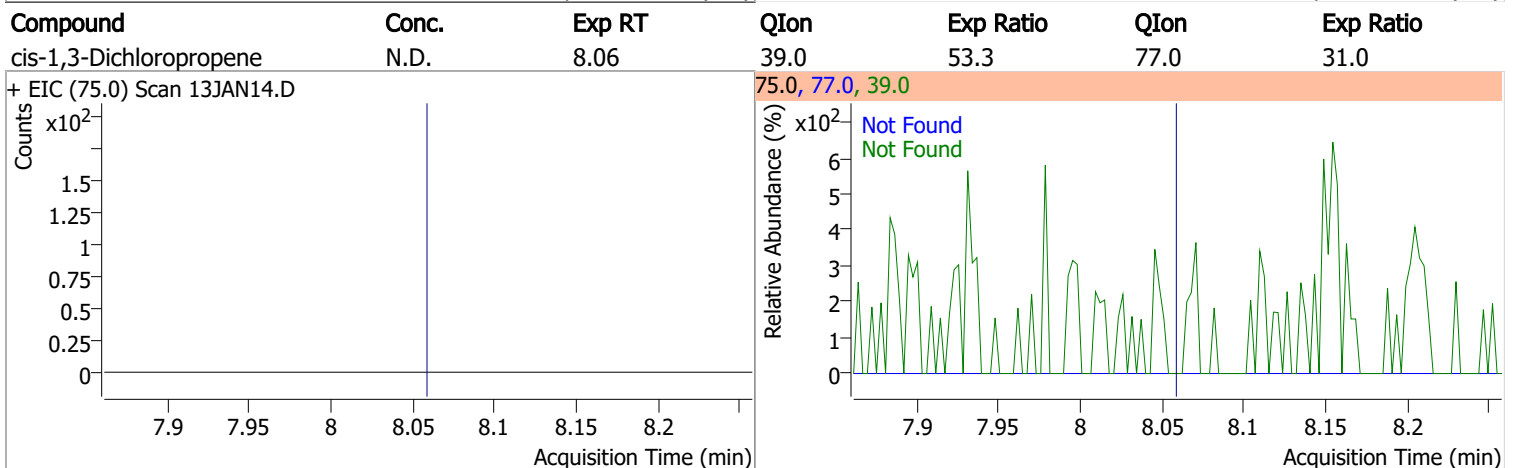 Compound Conc. Exp RT QIon Exp Ratio QIon Exp Ratio
cis-1,3-Dichloropropene N.D. 8.06 39.0 53.3 77.0 31.0
+ EIC (75.0) Scan 13JAN14.D
Counts
x10²
1.5
1.25
1
0.75
0.5
0.25
0
7.9 7.95 8 8.05 8.1 8.15 8.2
Acquisition Time (min)
75.0, 77.0, 39.0
Relative Abundance (%)
x10²
Not Found
Not Found
6
5
4
3
2
1
0
7.9 7.95 8 8.05 8.1 8.15 8.2
Acquisition Time (min)